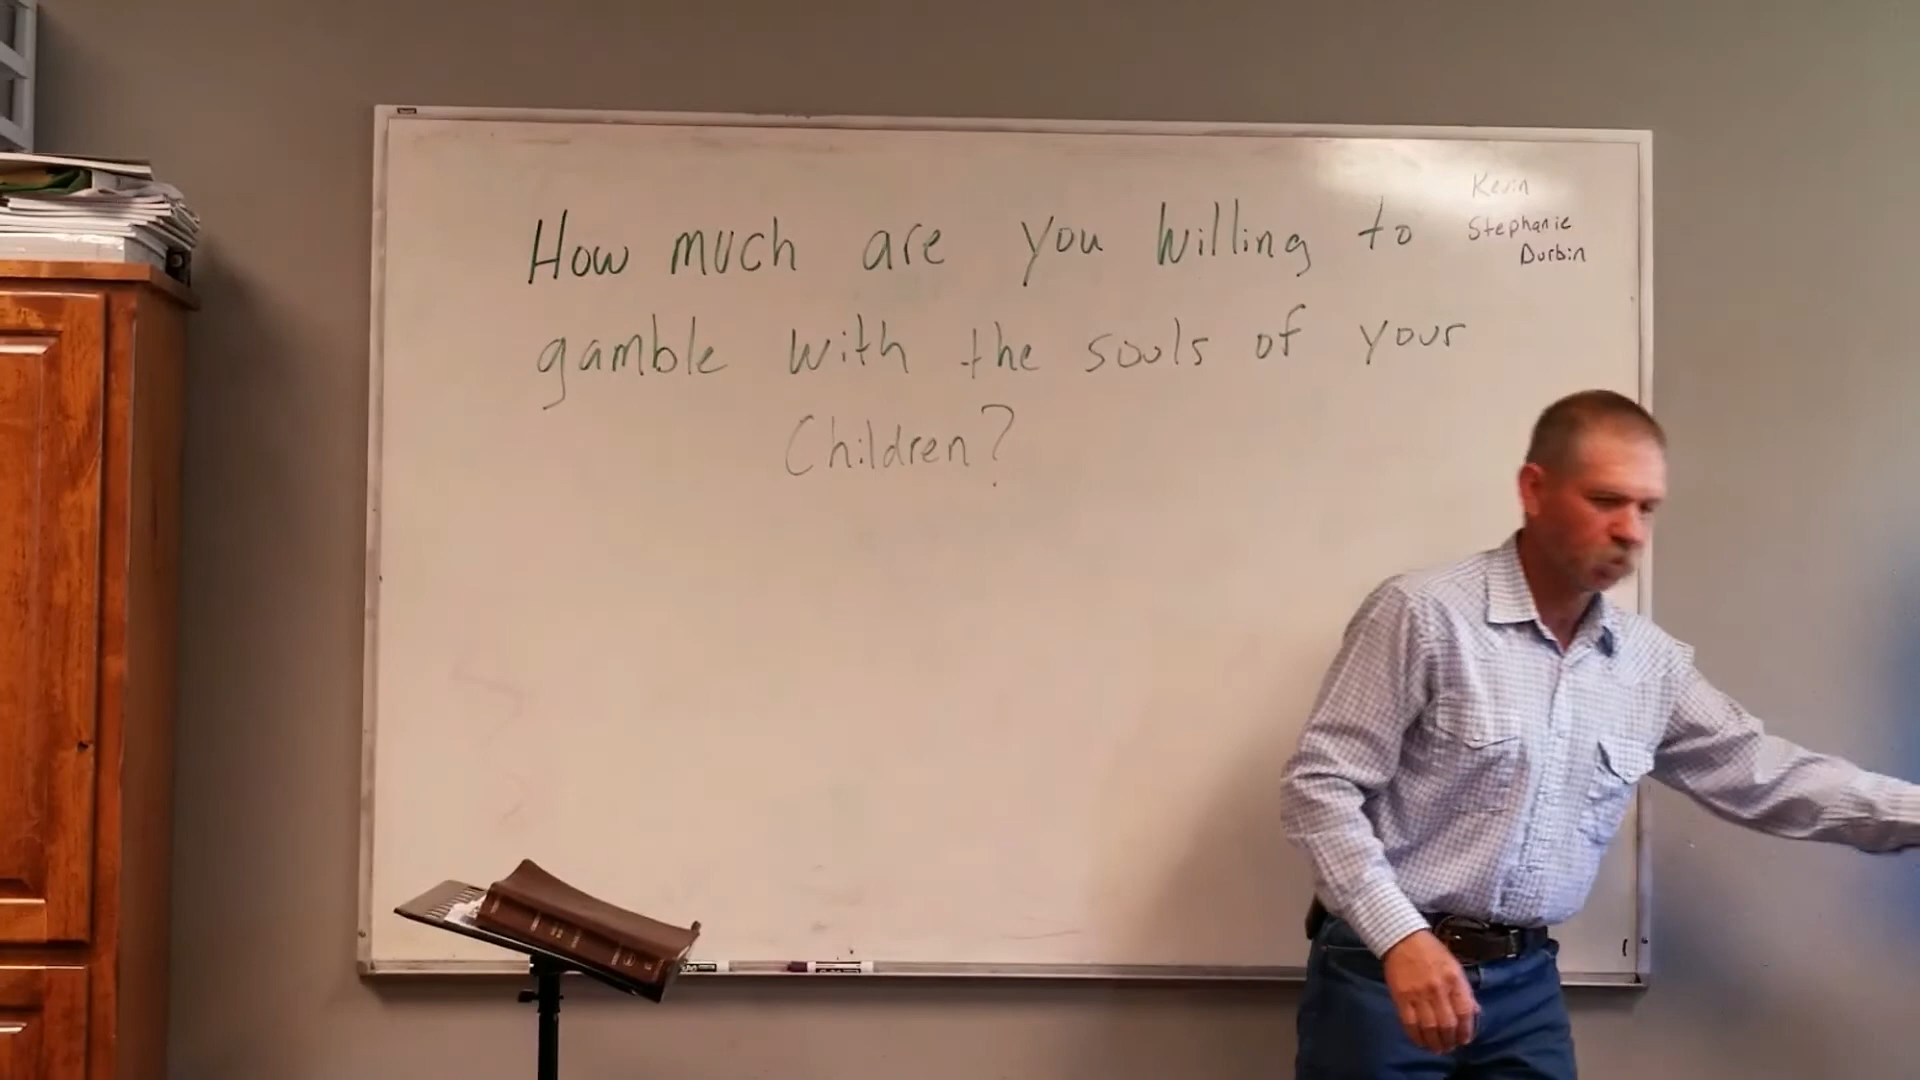 How much are you willing to
gamble with the souls of your
Children?
Kevin
Stephanie
Durbin